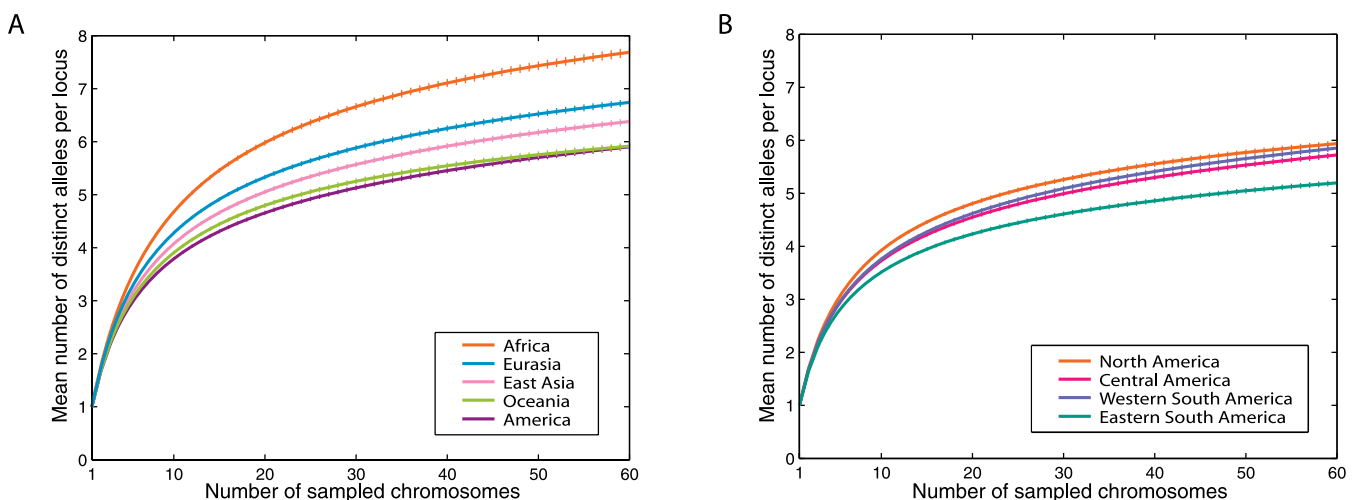 A
Mean number of distinct alleles per locus
8
7
6
5
4
3
2
1
0
1 10 20 30 40 50 60
Number of sampled chromosomes
Africa
Eurasia
East Asia
Oceania
America
B
Mean number of distinct alleles per locus
8
7
6
5
4
3
2
1
0
1 10 20 30 40 50 60
Number of sampled chromosomes
North America
Central America
Western South America
Eastern South America